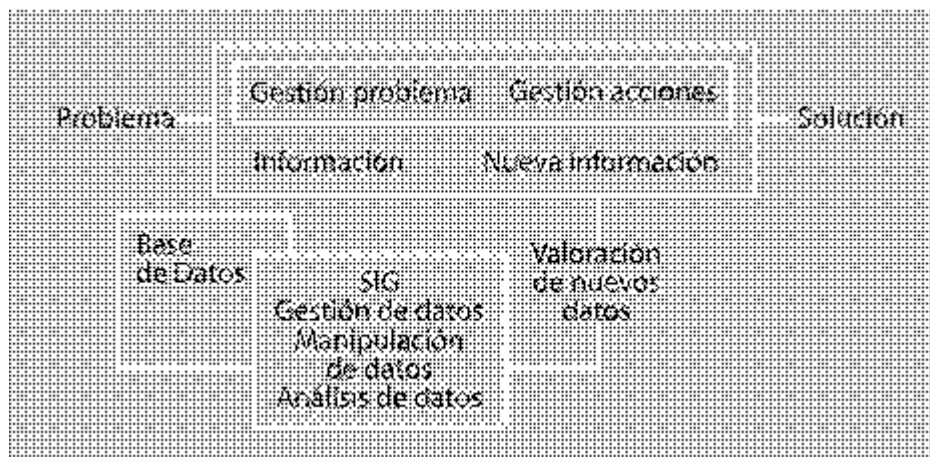 Gestión problema
Gestión acciones
Problema
Solución
Información
Nueva información
Base
de Datos
SIG
Gestión de datos
Manipulación
de datos
Análisis de datos
Valoración
de nuevos
datos